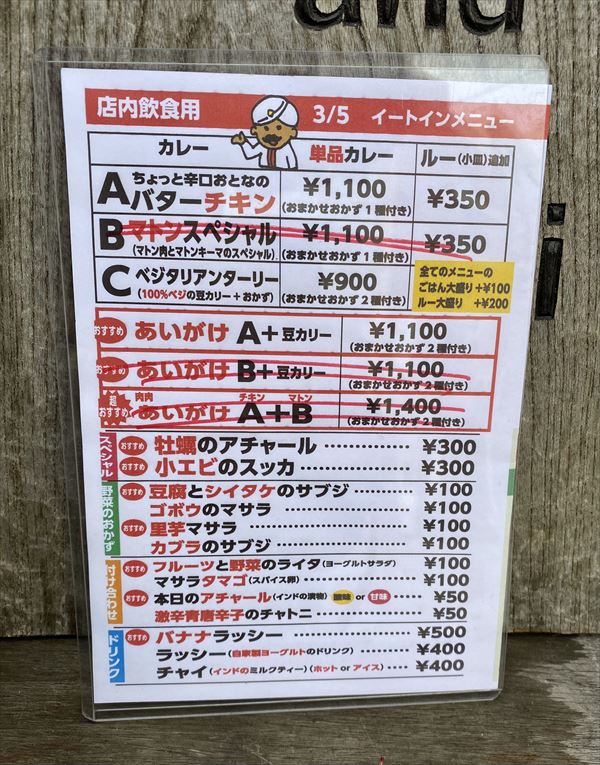 and
i
店内飲食用 3/5 イートインメニュー
カレー 単品カレー ルー(小皿)追加
A ちょっと辛口おとなの
バターチキン ¥1,100 ¥350
(おまかせおかず1種付き)
B マトンスペシャル ¥1,100 ¥350
(マトン肉とマトンキーマのスペシャル) (おまかせおかず1種付き)
C ベジタリアンターリー ¥900
(100%ベジの豆カリー+おかず) (おまかせおかず2種付き)
全てのメニューの
ごはん大盛り+¥100
ルー大盛り +¥200
おすすめ あいがけ A+豆カリー ¥1,100
(おまかせおかず2種付き)
おすすめ あいがけ B+豆カリー ¥1,100
(おまかせおかず2種付き)
超 肉肉 チキン マトン
おすすめ あいがけ A+B ¥1,400
(おまかせおかず2種付き)
スペシャル
おすすめ 牡蠣のアチャール ¥300
おすすめ 小エビのスッカ ¥300
野菜のおかず
おすすめ 豆腐とシイタケのサブジ ¥100
ゴボウのマサラ ¥100
おすすめ 里芋マサラ ¥100
カブラのサブジ ¥100
付け合わせ
おすすめ フルーツと野菜のライタ(ヨーグルトサラダ) ¥100
マサラタマゴ(スパイス卵) ¥100
おすすめ 本日のアチャール(インドの漬物) 酸味 or 甘味 ¥50
激辛青唐辛子のチャトニ ¥50
ドリンク
おすすめ バナナラッシー ¥500
ラッシー(自家製ヨーグルトのドリンク) ¥400
チャイ(インドのミルクティー)(ホット or アイス) ¥400